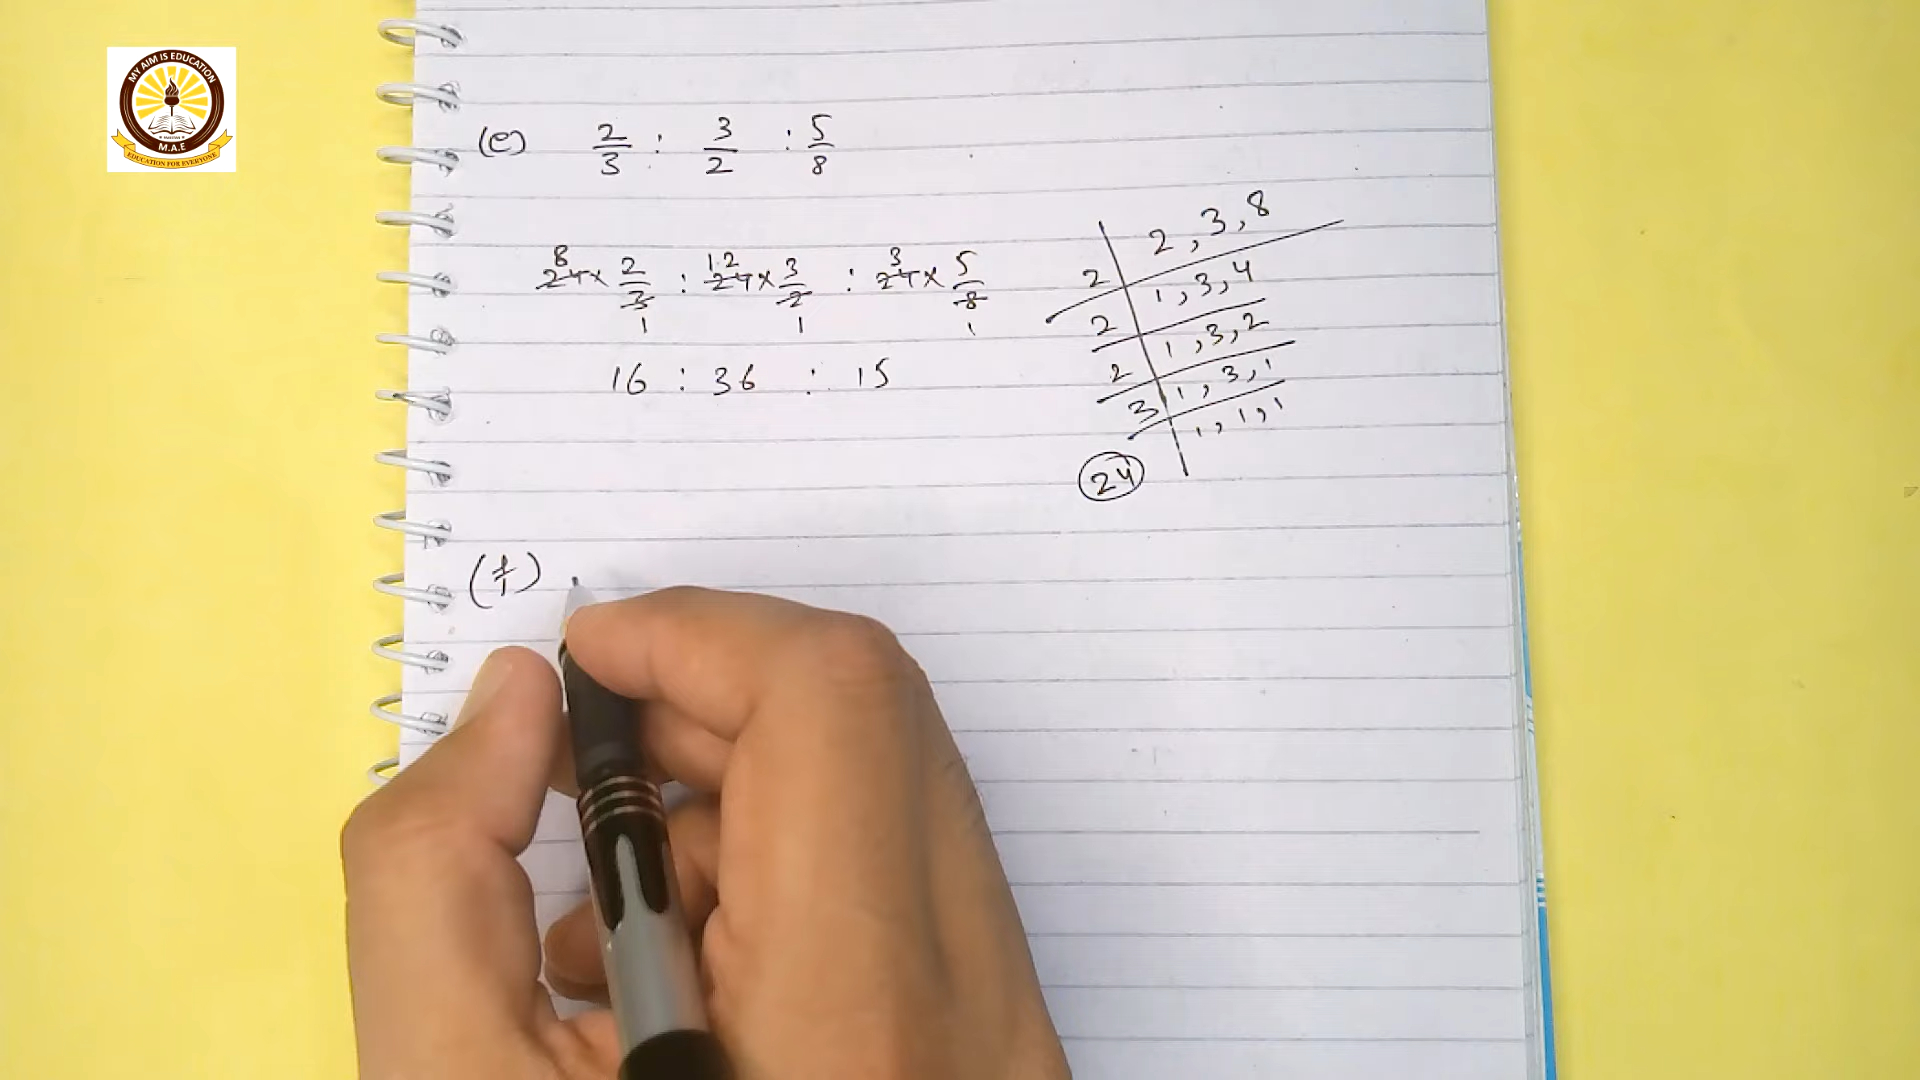 MY AIM IS EDUCATION
M.A.E
EDUCATION FOR EVERYONE
(e) 2/3 : 3/2 : 5/8
8 12 3
24 × 2/3 : 24 × 3/2 : 24 × 5/8
1 1 1
16 : 36 : 15
2, 3, 8
2 1, 3, 4
2 1, 3, 2
2 1, 3, 1
3 1, 1, 1
24
(f)